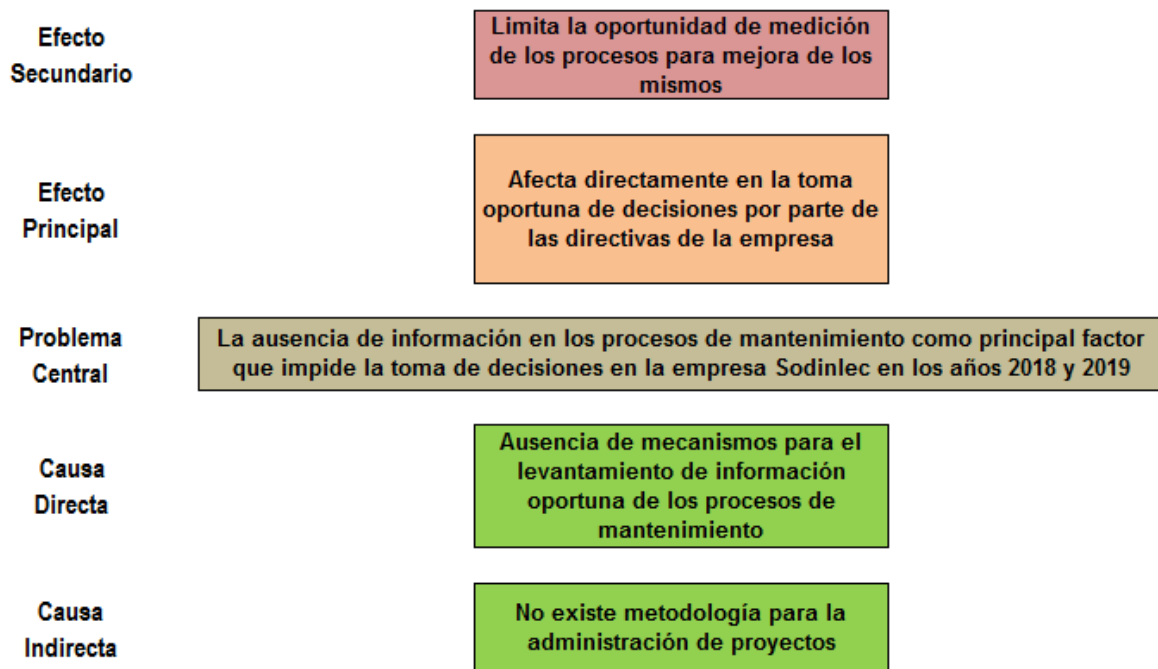 Efecto
Secundario
Limita la oportunidad de medición
de los procesos para mejora de los
mismos
Efecto
Principal
Afecta directamente en la toma
oportuna de decisiones por parte de
las directivas de la empresa
Problema
Central
La ausencia de información en los procesos de mantenimiento como principal factor
que impide la toma de decisiones en la empresa Sodinlec en los años 2018 y 2019
Causa
Directa
Ausencia de mecanismos para el
levantamiento de información
oportuna de los procesos de
mantenimiento
Causa
Indirecta
No existe metodología para la
administración de proyectos